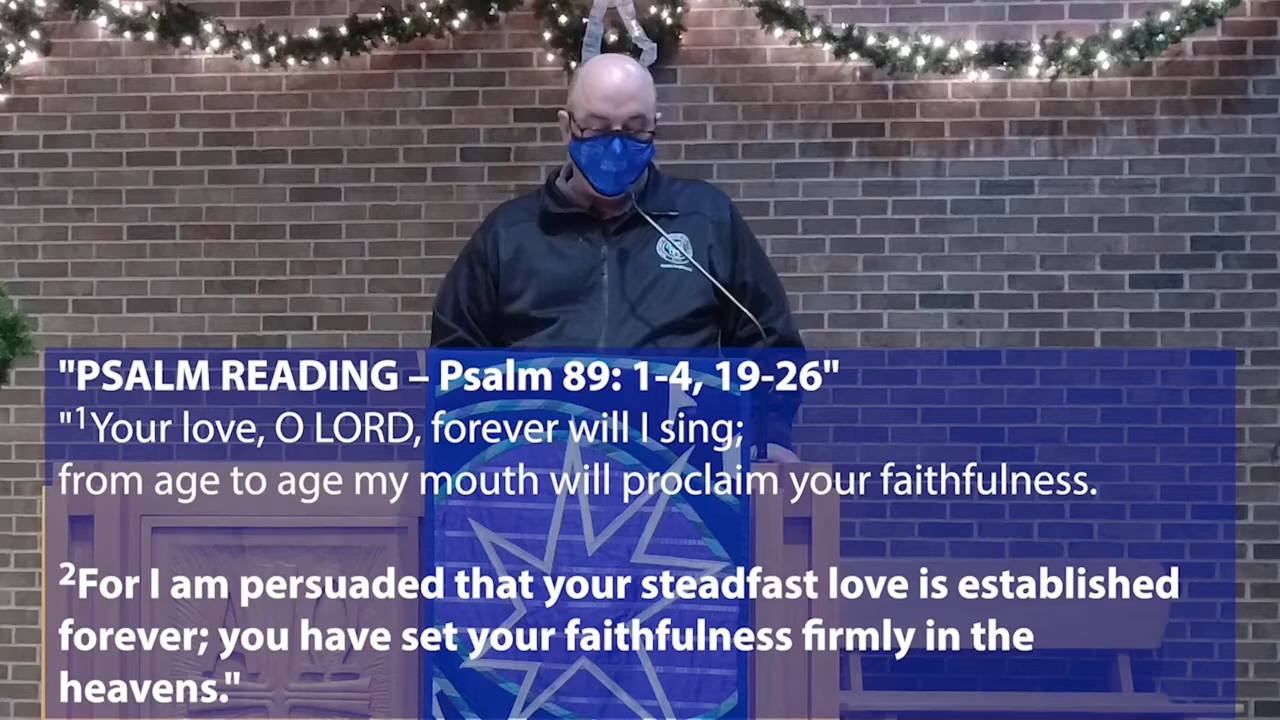 "PSALM READING – Psalm 89: 1-4, 19-26"
"¹Your love, O LORD, forever will I sing;
from age to age my mouth will proclaim your faithfulness.
²For I am persuaded that your steadfast love is established
forever; you have set your faithfulness firmly in the
heavens."